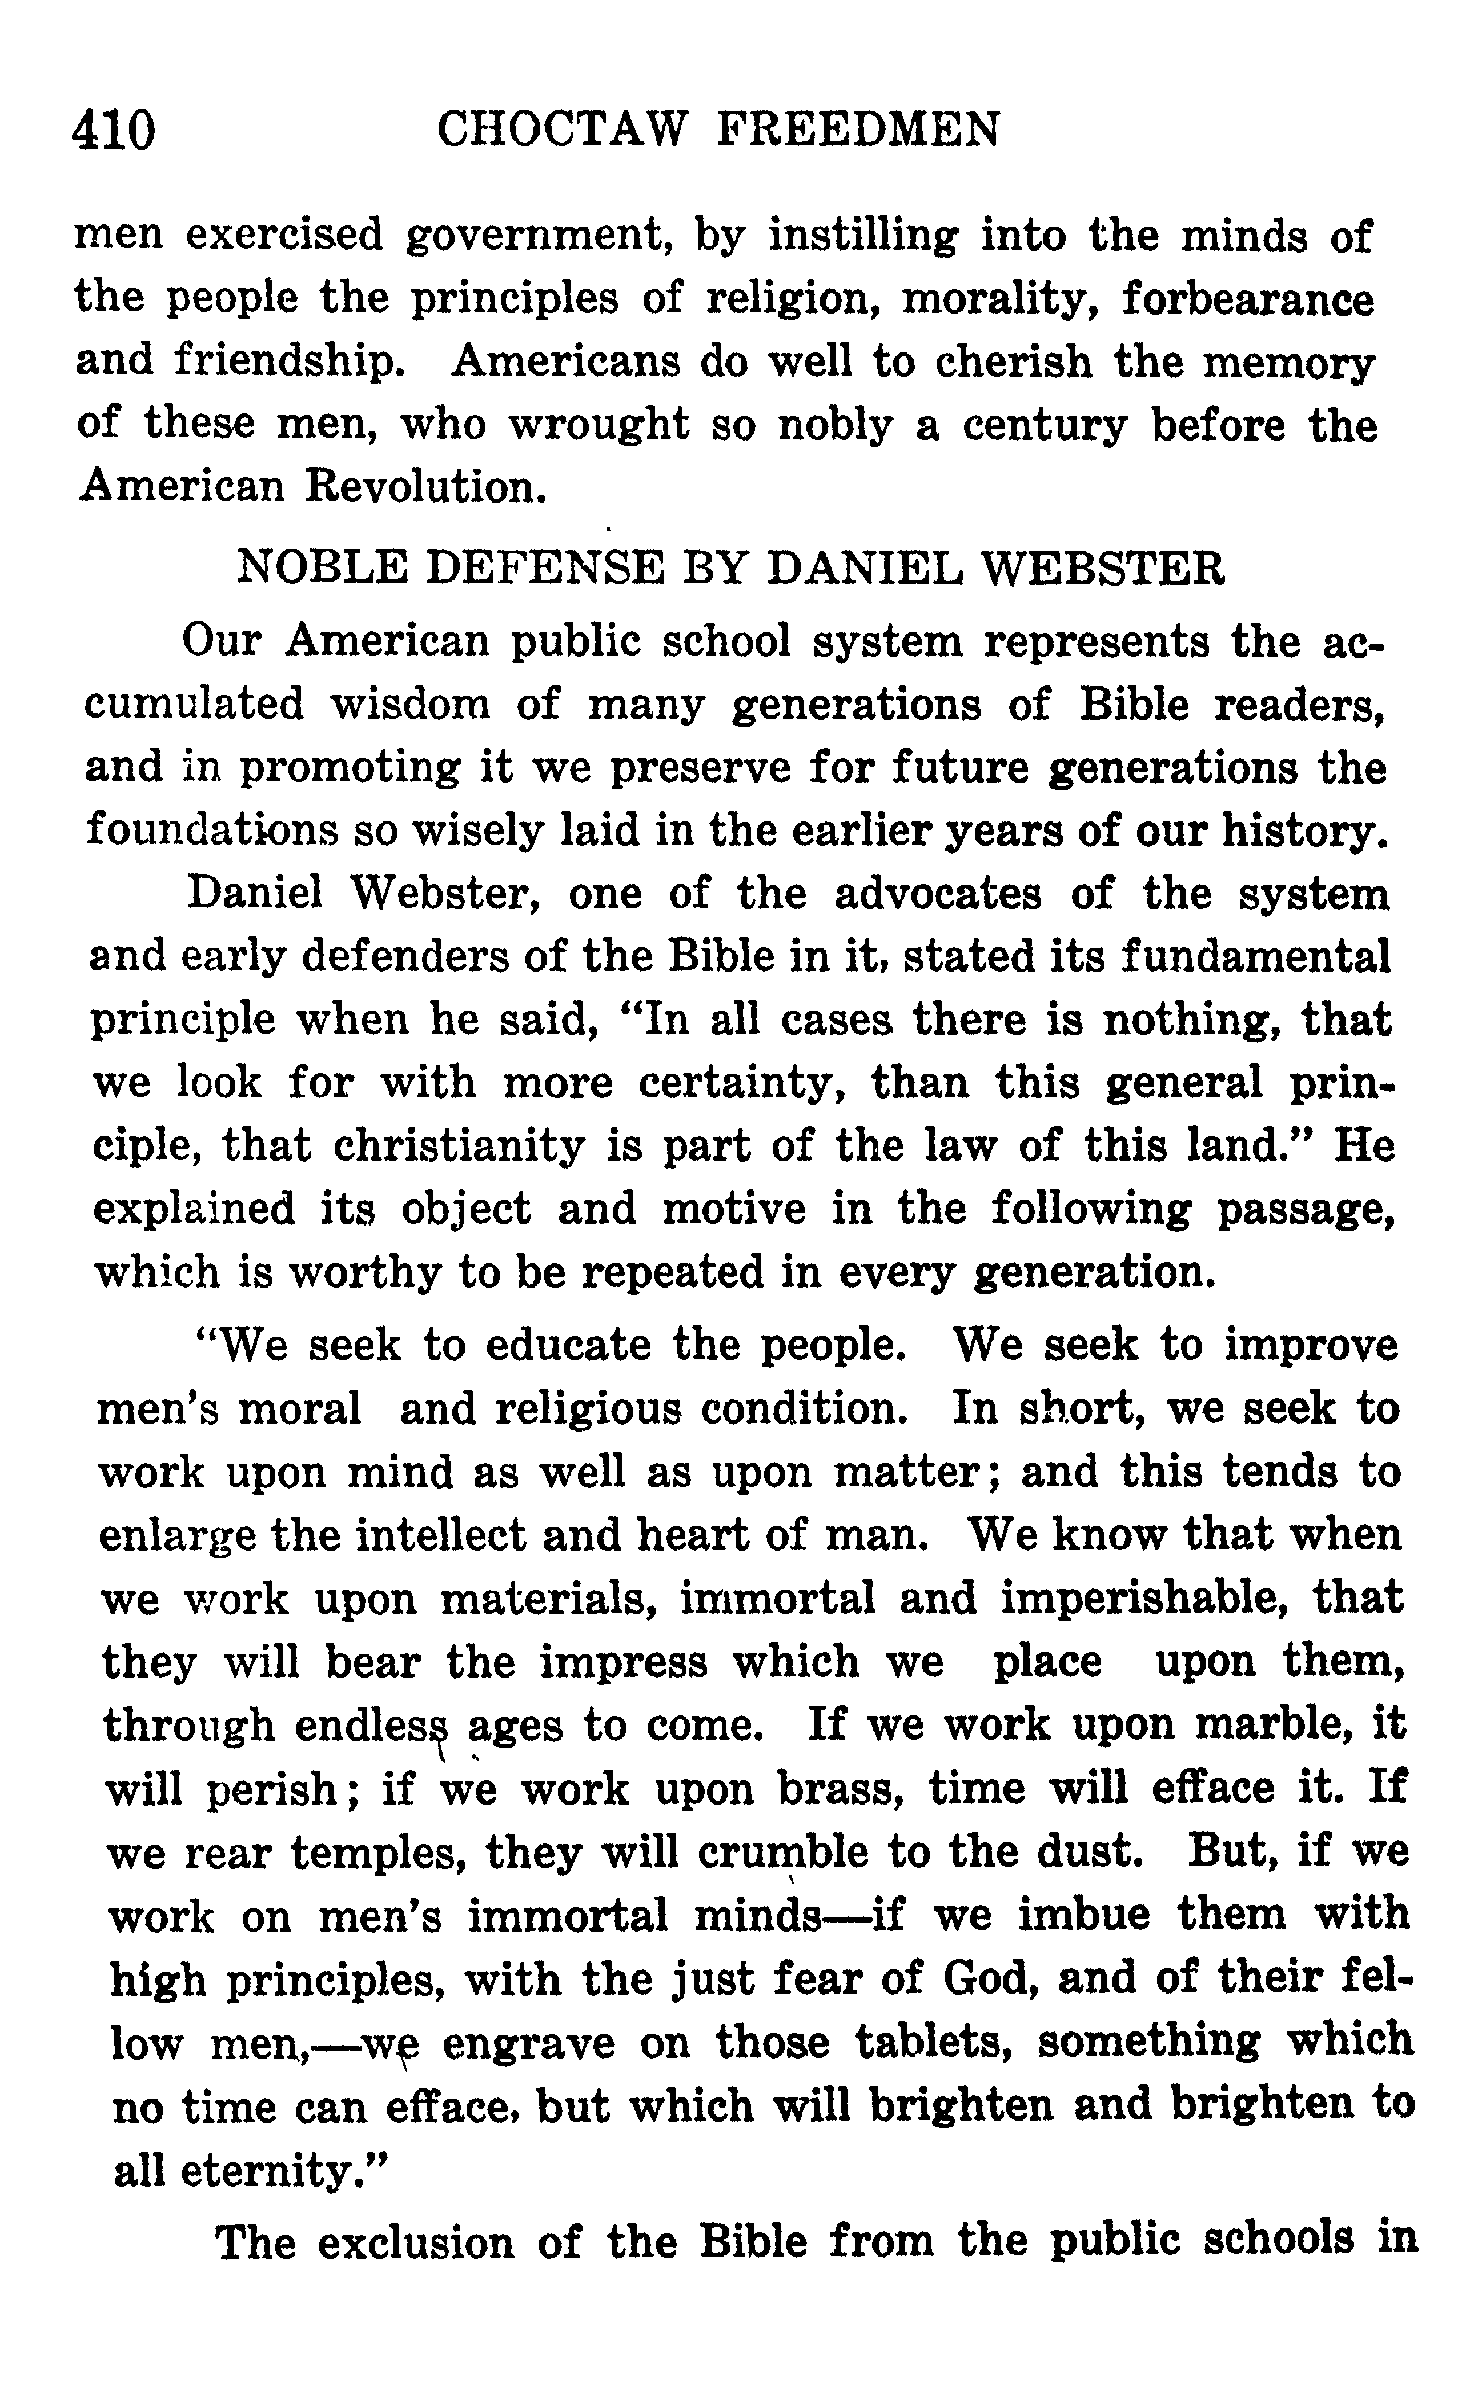 410 CHOCTAW FREEDMEN
men exercised government, by instilling into the minds of
the people the principles of religion, morality, forbearance
and friendship. Americans do well to cherish the memory
of these men, who wrought so nobly a century before the
American Revolution.
NOBLE DEFENSE BY DANIEL WEBSTER
Our American public school system represents the ac-
cumulated wisdom of many generations of Bible readers,
and in promoting it we preserve for future generations the
foundations so wisely laid in the earlier years of our history.
Daniel Webster, one of the advocates of the system
and early defenders of the Bible in it, stated its fundamental
principle when he said, “In all cases there is nothing, that
we look for with more certainty, than this general prin-
ciple, that christianity is part of the law of this land.” He
explained its object and motive in the following passage,
which is worthy to be repeated in every generation.
“We seek to educate the people. We seek to improve
men's moral and religious condition. In short, we seek to
work upon mind as well as upon matter; and this tends to
enlarge the intellect and heart of man. We know that when
we work upon materials, immortal and imperishable, that
they will bear the impress which we place upon them,
through endless ages to come. If we work upon marble, it
will perish; if we work upon brass, time will efface it. If
we rear temples, they will crumble to the dust. But, if we
work on men's immortal minds—if we imbue them with
high principles, with the just fear of God, and of their fel-
low men,—we engrave on those tablets, something which
no time can efface, but which will brighten and brighten to
all eternity.”
The exclusion of the Bible from the public schools in